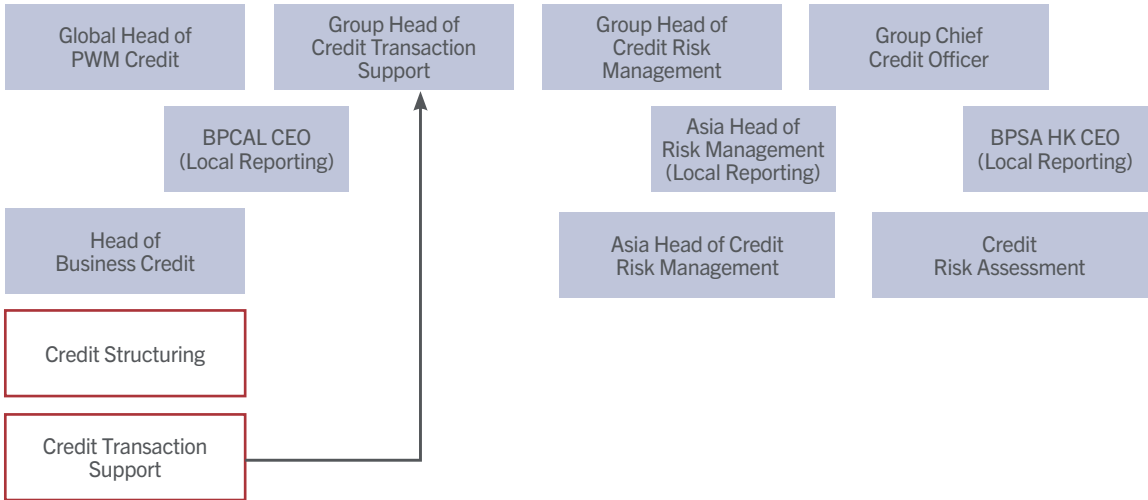 Global Head of
PWM Credit
Group Head of
Credit Transaction
Support
Group Head of
Credit Risk
Management
Group Chief
Credit Officer
BPCAL CEO
(Local Reporting)
Asia Head of
Risk Management
(Local Reporting)
BPSA HK CEO
(Local Reporting)
Head of
Business Credit
Asia Head of Credit
Risk Management
Credit
Risk Assessment
Credit Structuring
Credit Transaction
Support